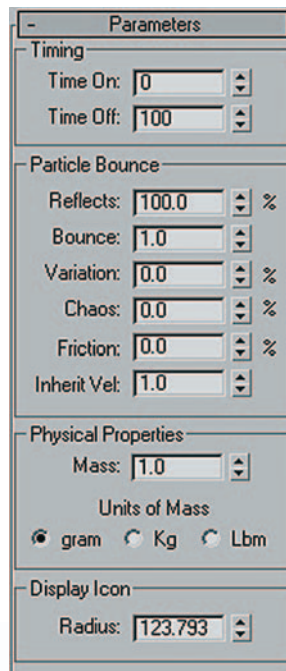 - Parameters
Timing
Time On: 0
Time Off: 100
Particle Bounce
Reflects: 100.0 %
Bounce: 1.0
Variation: 0.0 %
Chaos: 0.0 %
Friction: 0.0 %
Inherit Vel: 1.0
Physical Properties
Mass: 1.0
Units of Mass
gram Kg Lbm
Display Icon
Radius: 123.793